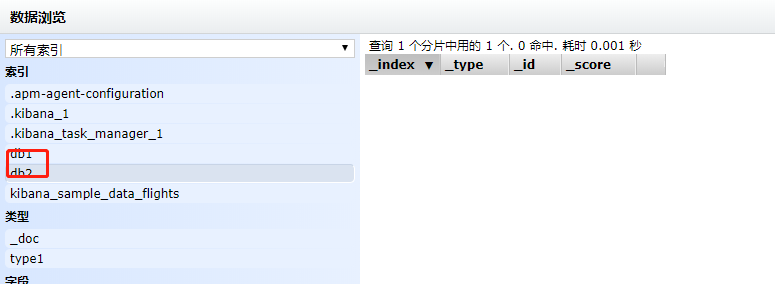 数据浏览
所有索引
索引
.apm-agent-configuration
.kibana_1
.kibana_task_manager_1
db1
db2
kibana_sample_data_flights
类型
_doc
type1
字段
查询 1 个分片中用的 1 个. 0 命中. 耗时 0.001 秒
_index ▼ _type _id _score